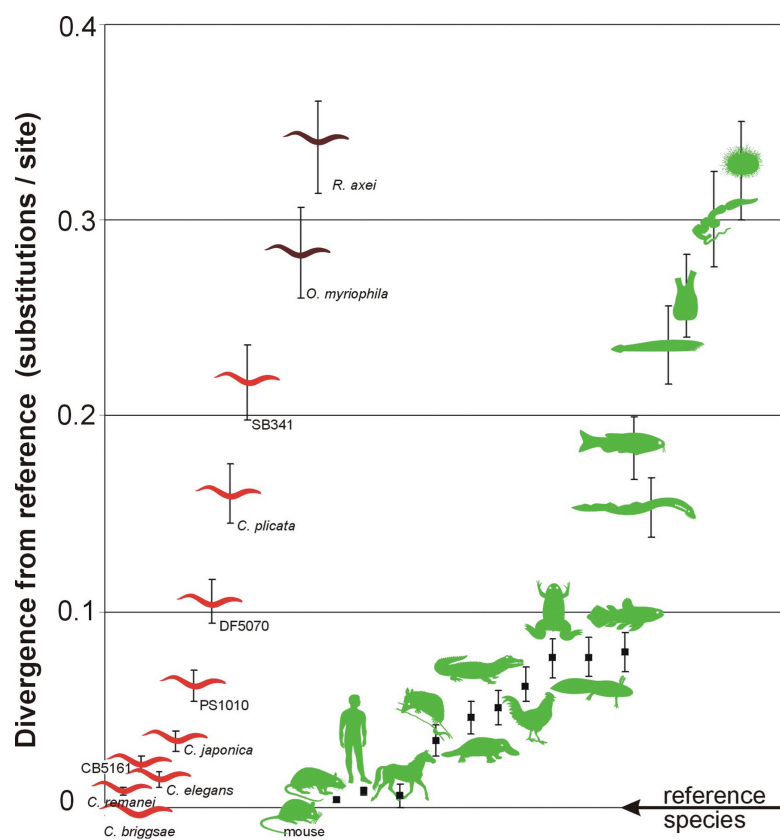 Divergence from reference (substitutions / site)
0.4
R. axei
0.3
O. myriophila
0.2
SB341
C. plicata
0.1
DF5070
PS1010
C. japonica
CB5161
C. elegans
C. remanei
0
C. briggsae
mouse
reference
species